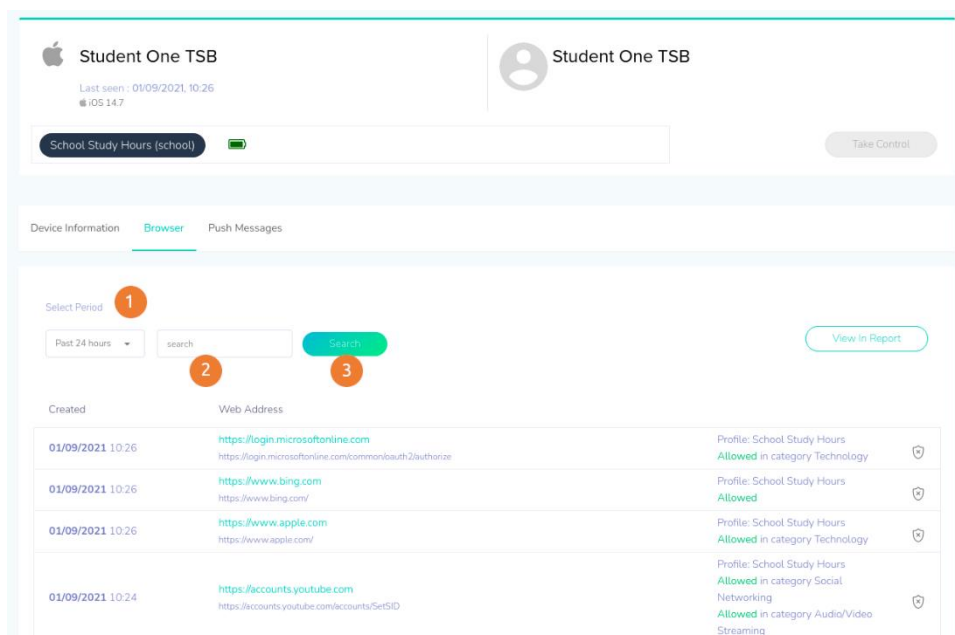 Student One TSB
Last seen : 01/09/2021, 10:26
iOS 14.7
Student One TSB
School Study Hours (school)
Take Control
Device Information Browser Push Messages
Select Period 1
Past 24 hours search Search View in Report
2 3
Created Web Address
01/09/2021 10:26
https://login.microsoftonline.com
https://login.microsoftonline.com/common/oauth2/authorize
Profile: School Study Hours
Allowed in category Technology
01/09/2021 10:26
https://www.bing.com
https://www.bing.com/
Profile: School Study Hours
Allowed
01/09/2021 10:26
https://www.apple.com
https://www.apple.com/
Profile: School Study Hours
Allowed in category Technology
01/09/2021 10:24
https://accounts.youtube.com
https://accounts.youtube.com/accounts/SetSID
Profile: School Study Hours
Allowed in category Social
Networking
Allowed in category Audio/Video
Streaming